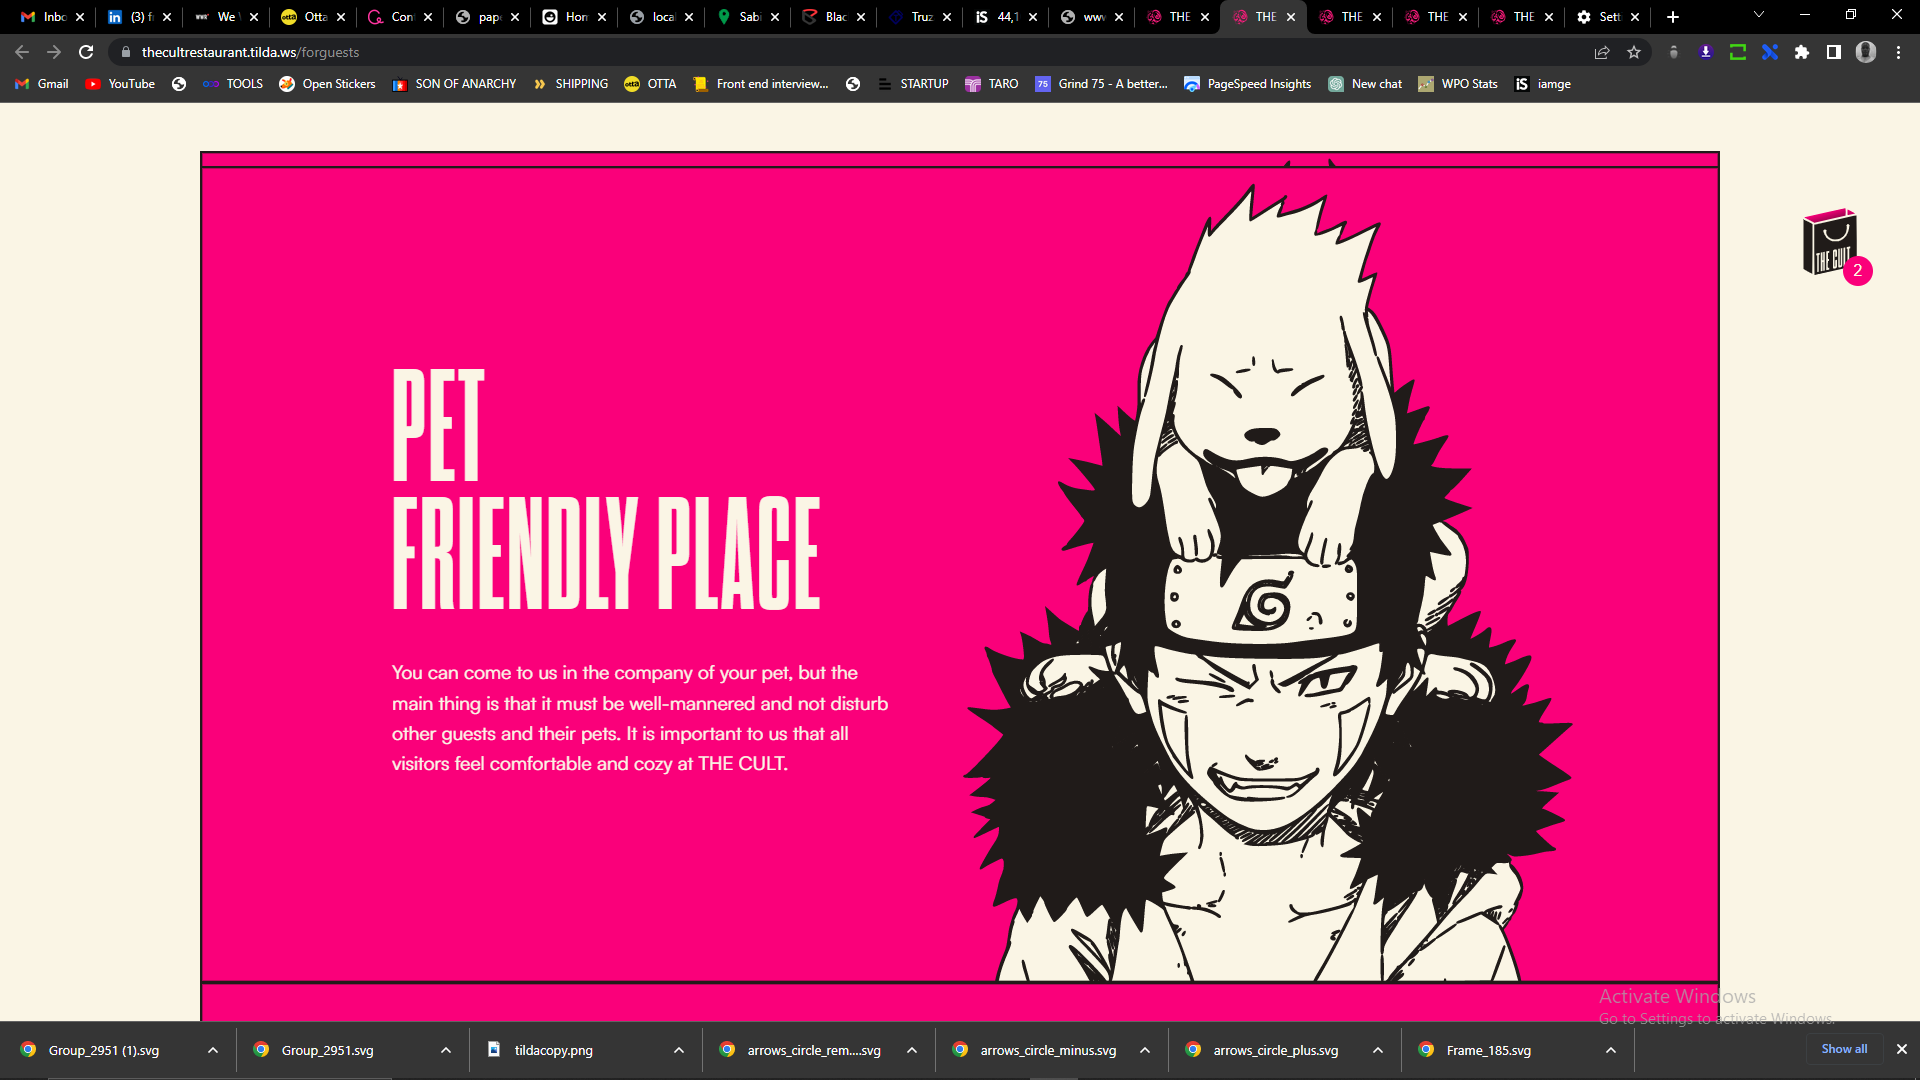 Inbo
(3) f
We
Otta
Con
pap
Hor
loca
Sabi
Blac
Truz
44,1
www
THE
THE
THE
THE
THE
Sett
thecultrestaurant.tilda.ws/forguests
Gmail
YouTube
TOOLS
Open Stickers
SON OF ANARCHY
SHIPPING
OTTA
Front end interview...
STARTUP
TARO
Grind 75 - A better...
PageSpeed Insights
New chat
WPO Stats
iamge
THE CULT
2
PET
FRIENDLY PLACE
You can come to us in the company of your pet, but the
main thing is that it must be well-mannered and not disturb
other guests and their pets. It is important to us that all
visitors feel comfortable and cozy at THE CULT.
Activate Windows
Go to Settings to activate Windows.
Group_2951 (1).svg
Group_2951.svg
tildacopy.png
arrows_circle_rem....svg
arrows_circle_minus.svg
arrows_circle_plus.svg
Frame_185.svg
Show all